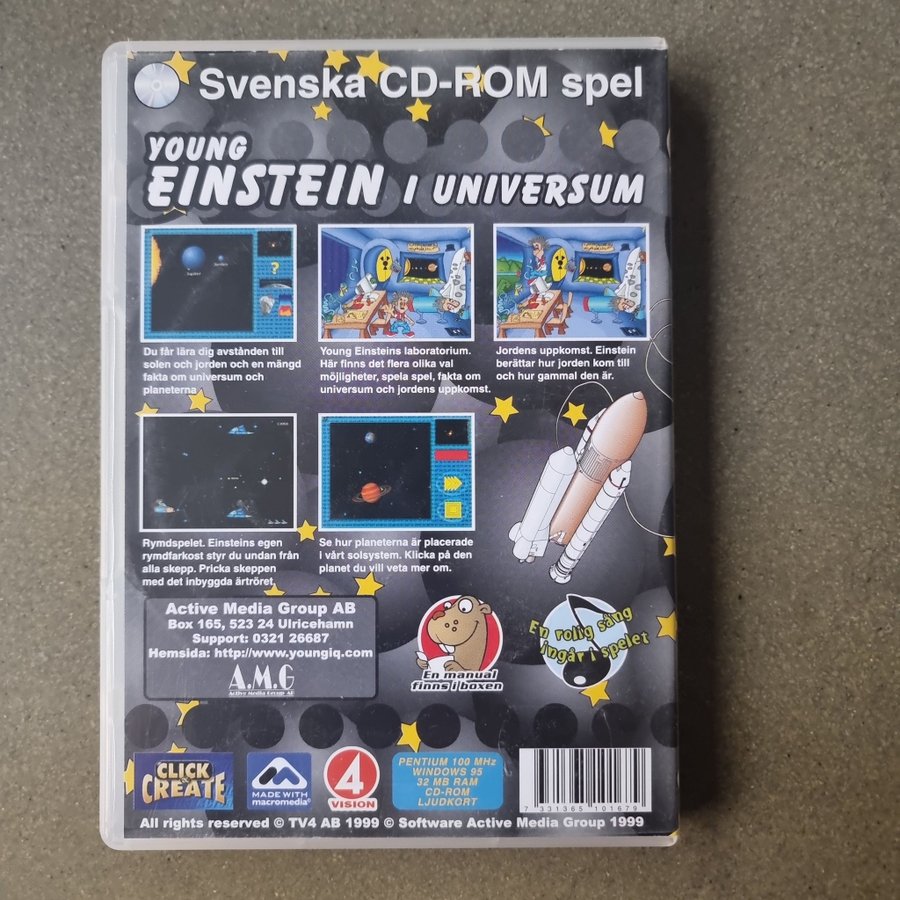 Svenska CD-ROM spel
YOUNG
EINSTEIN I UNIVERSUM
Du får lära dig avstånden till
solen och jorden och en mängd
fakta om universum och
planeterna
Young Einsteins laboratorium.
Här finns det flera olika val
möjligheter, spela spel, fakta om
universum och jordens uppkomst.
Jordens uppkomst. Einstein
berättar hur jorden kom till
och hur gammal den är.
Rymdspelet. Einsteins egen
rymdfarkost styr du undan från
alla skepp. Pricka skeppen
med det inbyggda ärtröret.
Se hur planeterna är placerade
i vårt solsystem. Klicka på den
planet du vill veta mer om.
Active Media Group AB
Box 165, 523 24 Ulricehamn
Support: 0321 26687
Hemsida: http://www.youngiq.com
A.M.G
Active Media Group AB
En manual
finns i boxen
En rolig sång
ingår i spelet
CLICK
CREATE
MADE WITH
macromedia®
4
VISION
PENTIUM 100 MHz
WINDOWS 95
32 MB RAM
CD-ROM
LJUDKORT
7 331365 101679
All rights reserved © TV4 AB 1999 © Software Active Media Group 1999